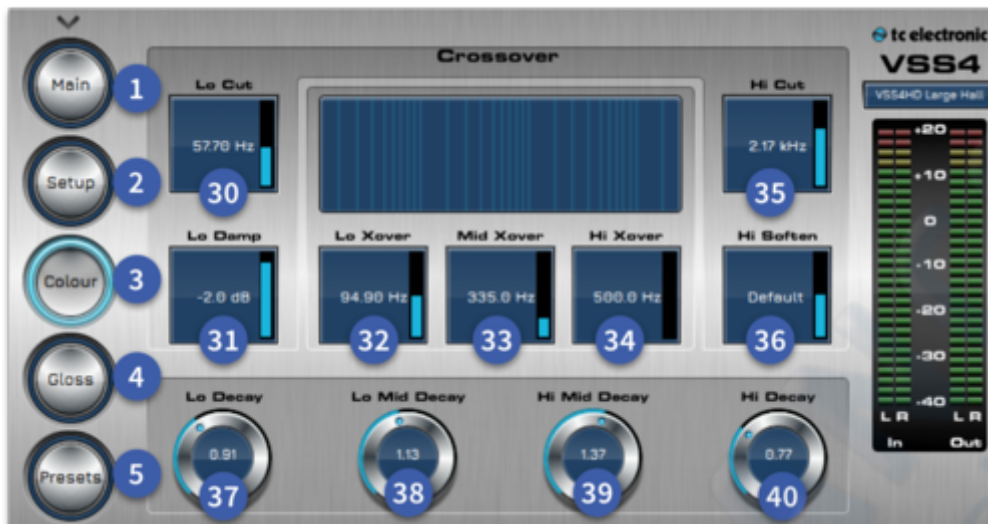 Crossover
tc electronic
VSS4
VSS4HD Large Hall
Main
1
Setup
2
Colour
3
Gloss
4
Presets
5
Lo Cut
57.70 Hz
30
Hi Cut
2.17 kHz
35
Lo Damp
-2.0 dB
31
Lo Xover
94.90 Hz
32
Mid Xover
335.0 Hz
33
Hi Xover
500.0 Hz
34
Hi Soften
Default
36
Lo Decay
0.91
37
Lo Mid Decay
1.13
38
Hi Mid Decay
1.37
39
Hi Decay
0.77
40
+20
+10
0
-10
-20
-30
-40
L R L R
In Out